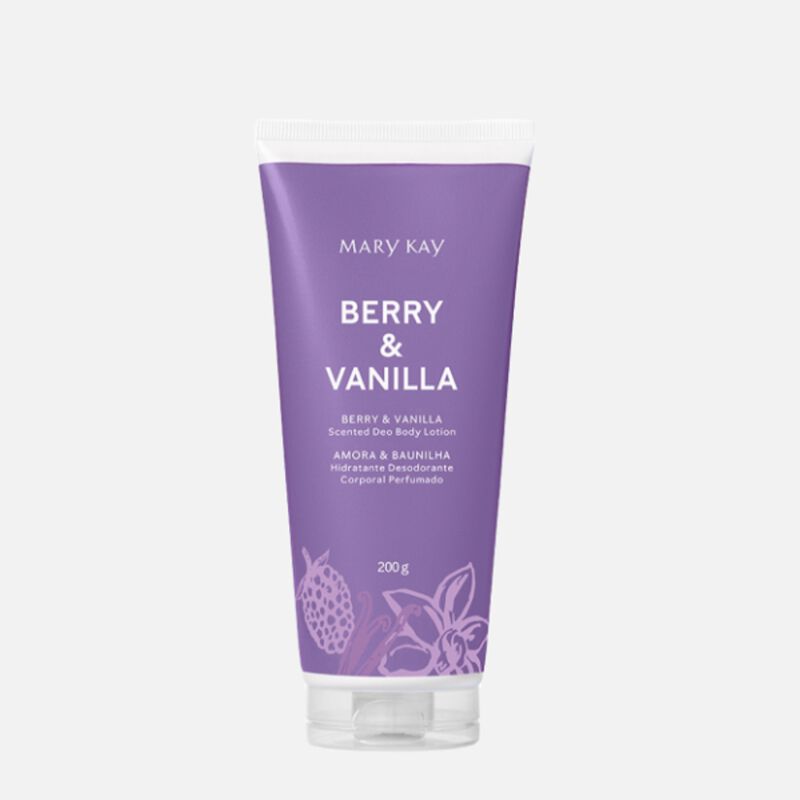 MARY KAY
BERRY
&
VANILLA
BERRY & VANILLA
Scented Deo Body Lotion
AMORA & BAUNILHA
Hidratante Desodorante
Corporal Perfumado
200 g